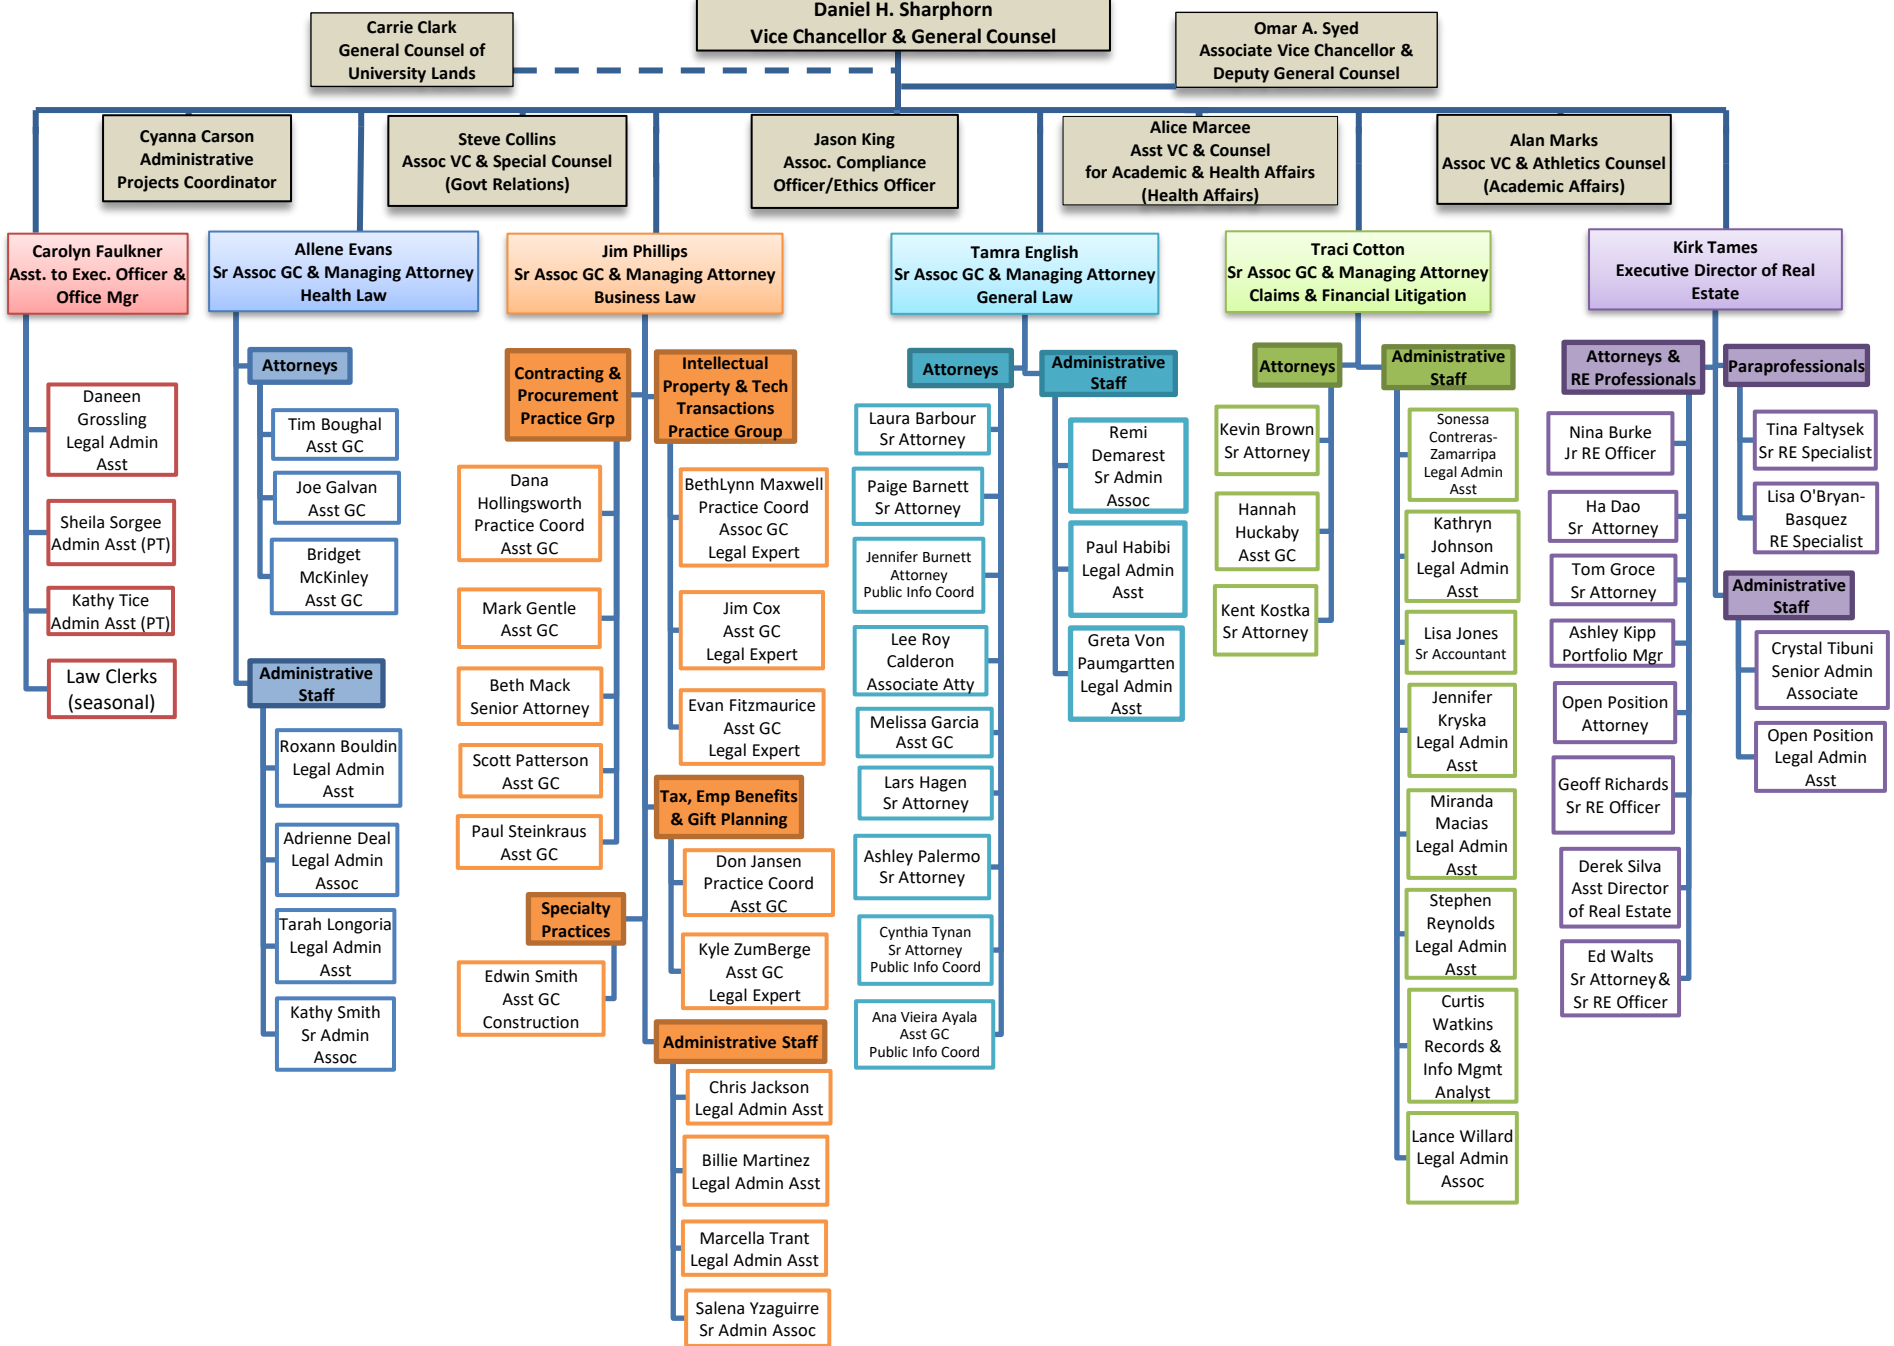 Daniel H. Sharphorn
Vice Chancellor & General Counsel
Carrie Clark
General Counsel of
University Lands
Omar A. Syed
Associate Vice Chancellor &
Deputy General Counsel
Cyanna Carson
Administrative
Projects Coordinator
Steve Collins
Assoc VC & Special Counsel
(Govt Relations)
Jason King
Assoc. Compliance
Officer/Ethics Officer
Alice Marcee
Asst VC & Counsel
for Academic & Health Affairs
(Health Affairs)
Alan Marks
Assoc VC & Athletics Counsel
(Academic Affairs)
Carolyn Faulkner
Asst. to Exec. Officer &
Office Mgr
Daneen
Grossling
Legal Admin
Asst
Sheila Sorgee
Admin Asst (PT)
Kathy Tice
Admin Asst (PT)
Law Clerks
(seasonal)
Allene Evans
Sr Assoc GC & Managing Attorney
Health Law
Attorneys
Tim Boughal
Asst GC
Joe Galvan
Asst GC
Bridget
McKinley
Asst GC
Administrative
Staff
Roxann Bouldin
Legal Admin
Asst
Adrienne Deal
Legal Admin
Assoc
Tarah Longoria
Legal Admin
Asst
Kathy Smith
Sr Admin
Assoc
Jim Phillips
Sr Assoc GC & Managing Attorney
Business Law
Contracting &
Procurement
Practice Grp
Dana
Hollingsworth
Practice Coord
Asst GC
Mark Gentle
Asst GC
Beth Mack
Senior Attorney
Scott Patterson
Asst GC
Paul Steinkraus
Asst GC
Specialty
Practices
Edwin Smith
Asst GC
Construction
Intellectual
Property & Tech
Transactions
Practice Group
BethLynn Maxwell
Practice Coord
Assoc GC
Legal Expert
Jim Cox
Asst GC
Legal Expert
Evan Fitzmaurice
Asst GC
Legal Expert
Tax, Emp Benefits
& Gift Planning
Don Jansen
Practice Coord
Asst GC
Kyle ZumBerge
Asst GC
Legal Expert
Administrative Staff
Chris Jackson
Legal Admin Asst
Billie Martinez
Legal Admin Asst
Marcella Trant
Legal Admin Asst
Salena Yzaguirre
Sr Admin Assoc
Tamra English
Sr Assoc GC & Managing Attorney
General Law
Attorneys
Laura Barbour
Sr Attorney
Paige Barnett
Sr Attorney
Jennifer Burnett
Attorney
Public Info Coord
Lee Roy
Calderon
Associate Atty
Melissa Garcia
Asst GC
Lars Hagen
Sr Attorney
Ashley Palermo
Sr Attorney
Cynthia Tynan
Sr Attorney
Public Info Coord
Ana Vieira Ayala
Asst GC
Public Info Coord
Administrative
Staff
Remi
Demarest
Sr Admin
Assoc
Paul Habibi
Legal Admin
Asst
Greta Von
Paumgartten
Legal Admin
Asst
Traci Cotton
Sr Assoc GC & Managing Attorney
Claims & Financial Litigation
Attorneys
Kevin Brown
Sr Attorney
Hannah
Huckaby
Asst GC
Kent Kostka
Sr Attorney
Administrative
Staff
Sonessa
Contreras-
Zamarripa
Legal Admin
Asst
Kathryn
Johnson
Legal Admin
Asst
Lisa Jones
Sr Accountant
Jennifer
Kryska
Legal Admin
Asst
Miranda
Macias
Legal Admin
Asst
Stephen
Reynolds
Legal Admin
Asst
Curtis
Watkins
Records &
Info Mgmt
Analyst
Lance Willard
Legal Admin
Assoc
Kirk Tames
Executive Director of Real
Estate
Attorneys &
RE Professionals
Nina Burke
Jr RE Officer
Ha Dao
Sr Attorney
Tom Groce
Sr Attorney
Ashley Kipp
Portfolio Mgr
Open Position
Attorney
Geoff Richards
Sr RE Officer
Derek Silva
Asst Director
of Real Estate
Ed Walts
Sr Attorney &
Sr RE Officer
Paraprofessionals
Tina Faltysek
Sr RE Specialist
Lisa O'Bryan-
Basquez
RE Specialist
Administrative
Staff
Crystal Tibuni
Senior Admin
Associate
Open Position
Legal Admin
Asst